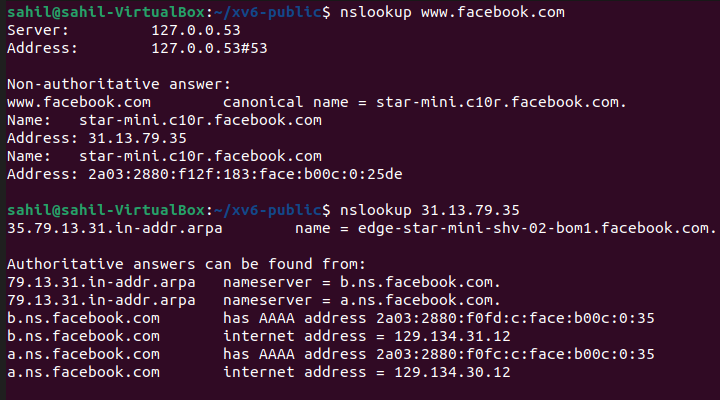 sahil@sahil-VirtualBox:~/xv6-public$ nslookup www.facebook.com
Server:         127.0.0.53
Address:        127.0.0.53#53

Non-authoritative answer:
www.facebook.com        canonical name = star-mini.c10r.facebook.com.
Name:   star-mini.c10r.facebook.com
Address: 31.13.79.35
Name:   star-mini.c10r.facebook.com
Address: 2a03:2880:f12f:183:face:b00c:0:25de

sahil@sahil-VirtualBox:~/xv6-public$ nslookup 31.13.79.35
35.79.13.31.in-addr.arpa        name = edge-star-mini-shv-02-bom1.facebook.com.

Authoritative answers can be found from:
79.13.31.in-addr.arpa   nameserver = b.ns.facebook.com.
79.13.31.in-addr.arpa   nameserver = a.ns.facebook.com.
b.ns.facebook.com       has AAAA address 2a03:2880:f0fd:c:face:b00c:0:35
b.ns.facebook.com       internet address = 129.134.31.12
a.ns.facebook.com       has AAAA address 2a03:2880:f0fc:c:face:b00c:0:35
a.ns.facebook.com       internet address = 129.134.30.12